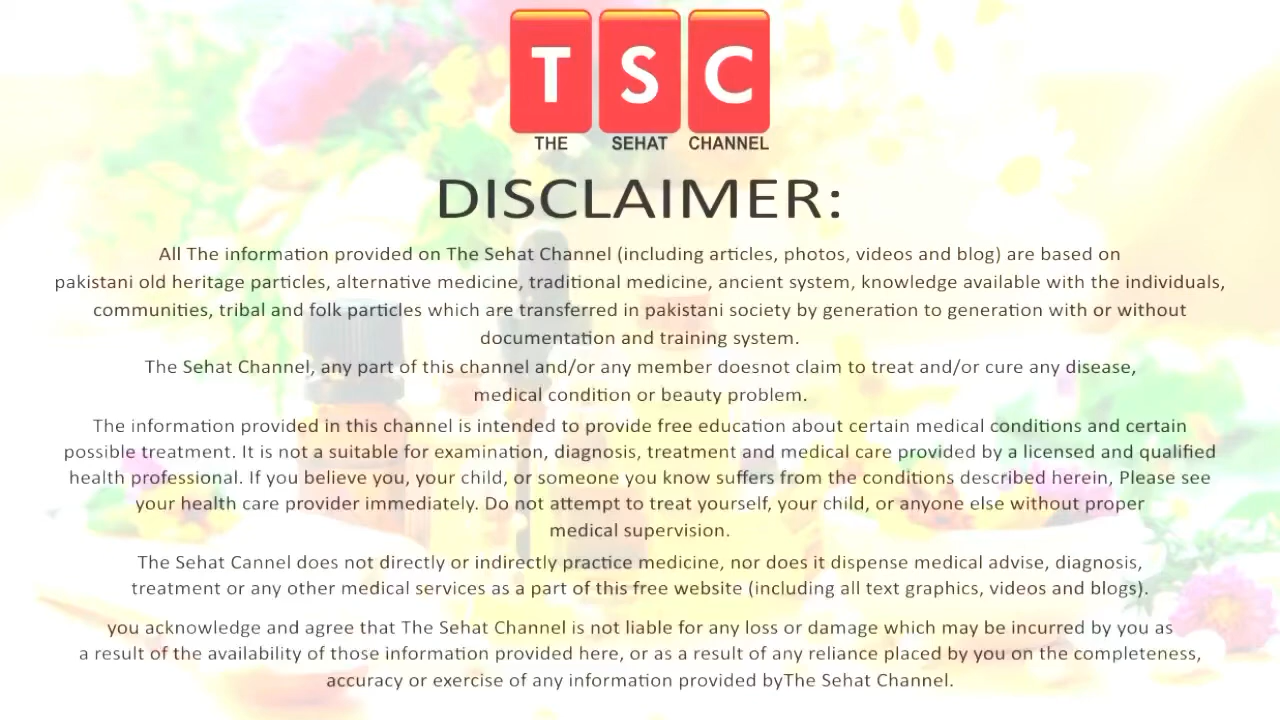 T S C
THE SEHAT CHANNEL
DISCLAIMER:
All The information provided on The Sehat Channel (including articles, photos, videos and blog) are based on
pakistani old heritage particles, alternative medicine, traditional medicine, ancient system, knowledge available with the individuals,
communities, tribal and folk particles which are transferred in pakistani society by generation to generation with or without
documentation and training system.
The Sehat Channel, any part of this channel and/or any member doesnot claim to treat and/or cure any disease,
medical condition or beauty problem.
The information provided in this channel is intended to provide free education about certain medical conditions and certain
possible treatment. It is not a suitable for examination, diagnosis, treatment and medical care provided by a licensed and qualified
health professional. If you believe you, your child, or someone you know suffers from the conditions described herein, Please see
your health care provider immediately. Do not attempt to treat yourself, your child, or anyone else without proper
medical supervision.
The Sehat Cannel does not directly or indirectly practice medicine, nor does it dispense medical advise, diagnosis,
treatment or any other medical services as a part of this free website (including all text graphics, videos and blogs).
you acknowledge and agree that The Sehat Channel is not liable for any loss or damage which may be incurred by you as
a result of the availability of those information provided here, or as a result of any reliance placed by you on the completeness,
accuracy or exercise of any information provided byThe Sehat Channel.